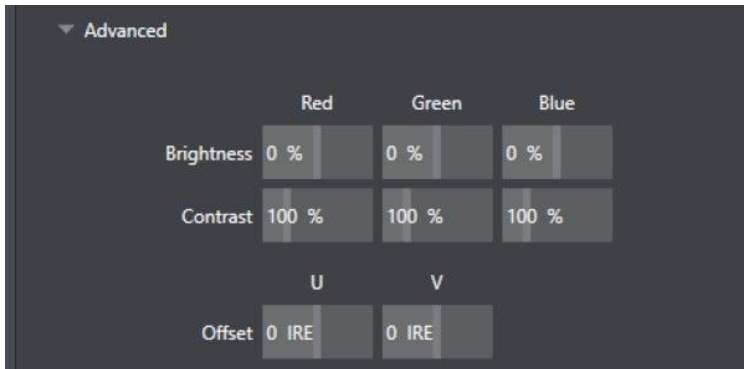 Advanced
Red Green Blue
Brightness 0 % 0 % 0 %
Contrast 100 % 100 % 100 %
U V
Offset 0 IRE 0 IRE